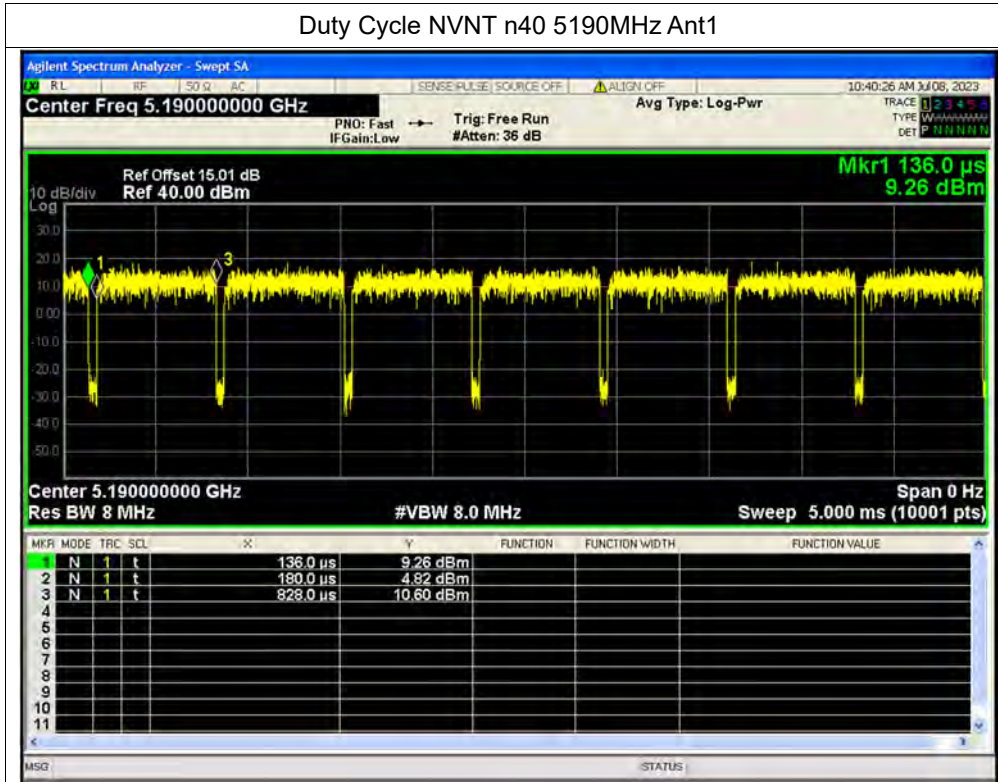 Duty Cycle NVNT n40 5190MHz Ant1
Agilent Spectrum Analyzer - Swept SA
LXI RL RF 50 Ω AC SENSE:PULSE SOURCE OFF ALIGN OFF 10:40:26 AM Jul 08, 2023
Center Freq 5.190000000 GHz Avg Type: Log-Pwr TRACE 1 2 3 4 5 6
PNO: Fast Trig: Free Run TYPE W
IFGain:Low #Atten: 36 dB DET P N N N N N
Mkr1 136.0 µs
Ref Offset 15.01 dB
10 dB/div Ref 40.00 dBm 9.26 dBm
Log
30.0
20.0
1 3
10.0
0.00
-10.0
-20.0
-30.0
-40.0
-50.0
Center 5.190000000 GHz Span 0 Hz
Res BW 8 MHz #VBW 8.0 MHz Sweep 5.000 ms (10001 pts)
MKR MODE TRC SCL X Y FUNCTION FUNCTION WIDTH FUNCTION VALUE
1 N 1 t 136.0 µs 9.26 dBm
2 N 1 t 180.0 µs 4.82 dBm
3 N 1 t 828.0 µs 10.60 dBm
4
5
6
7
8
9
10
11
MSG STATUS